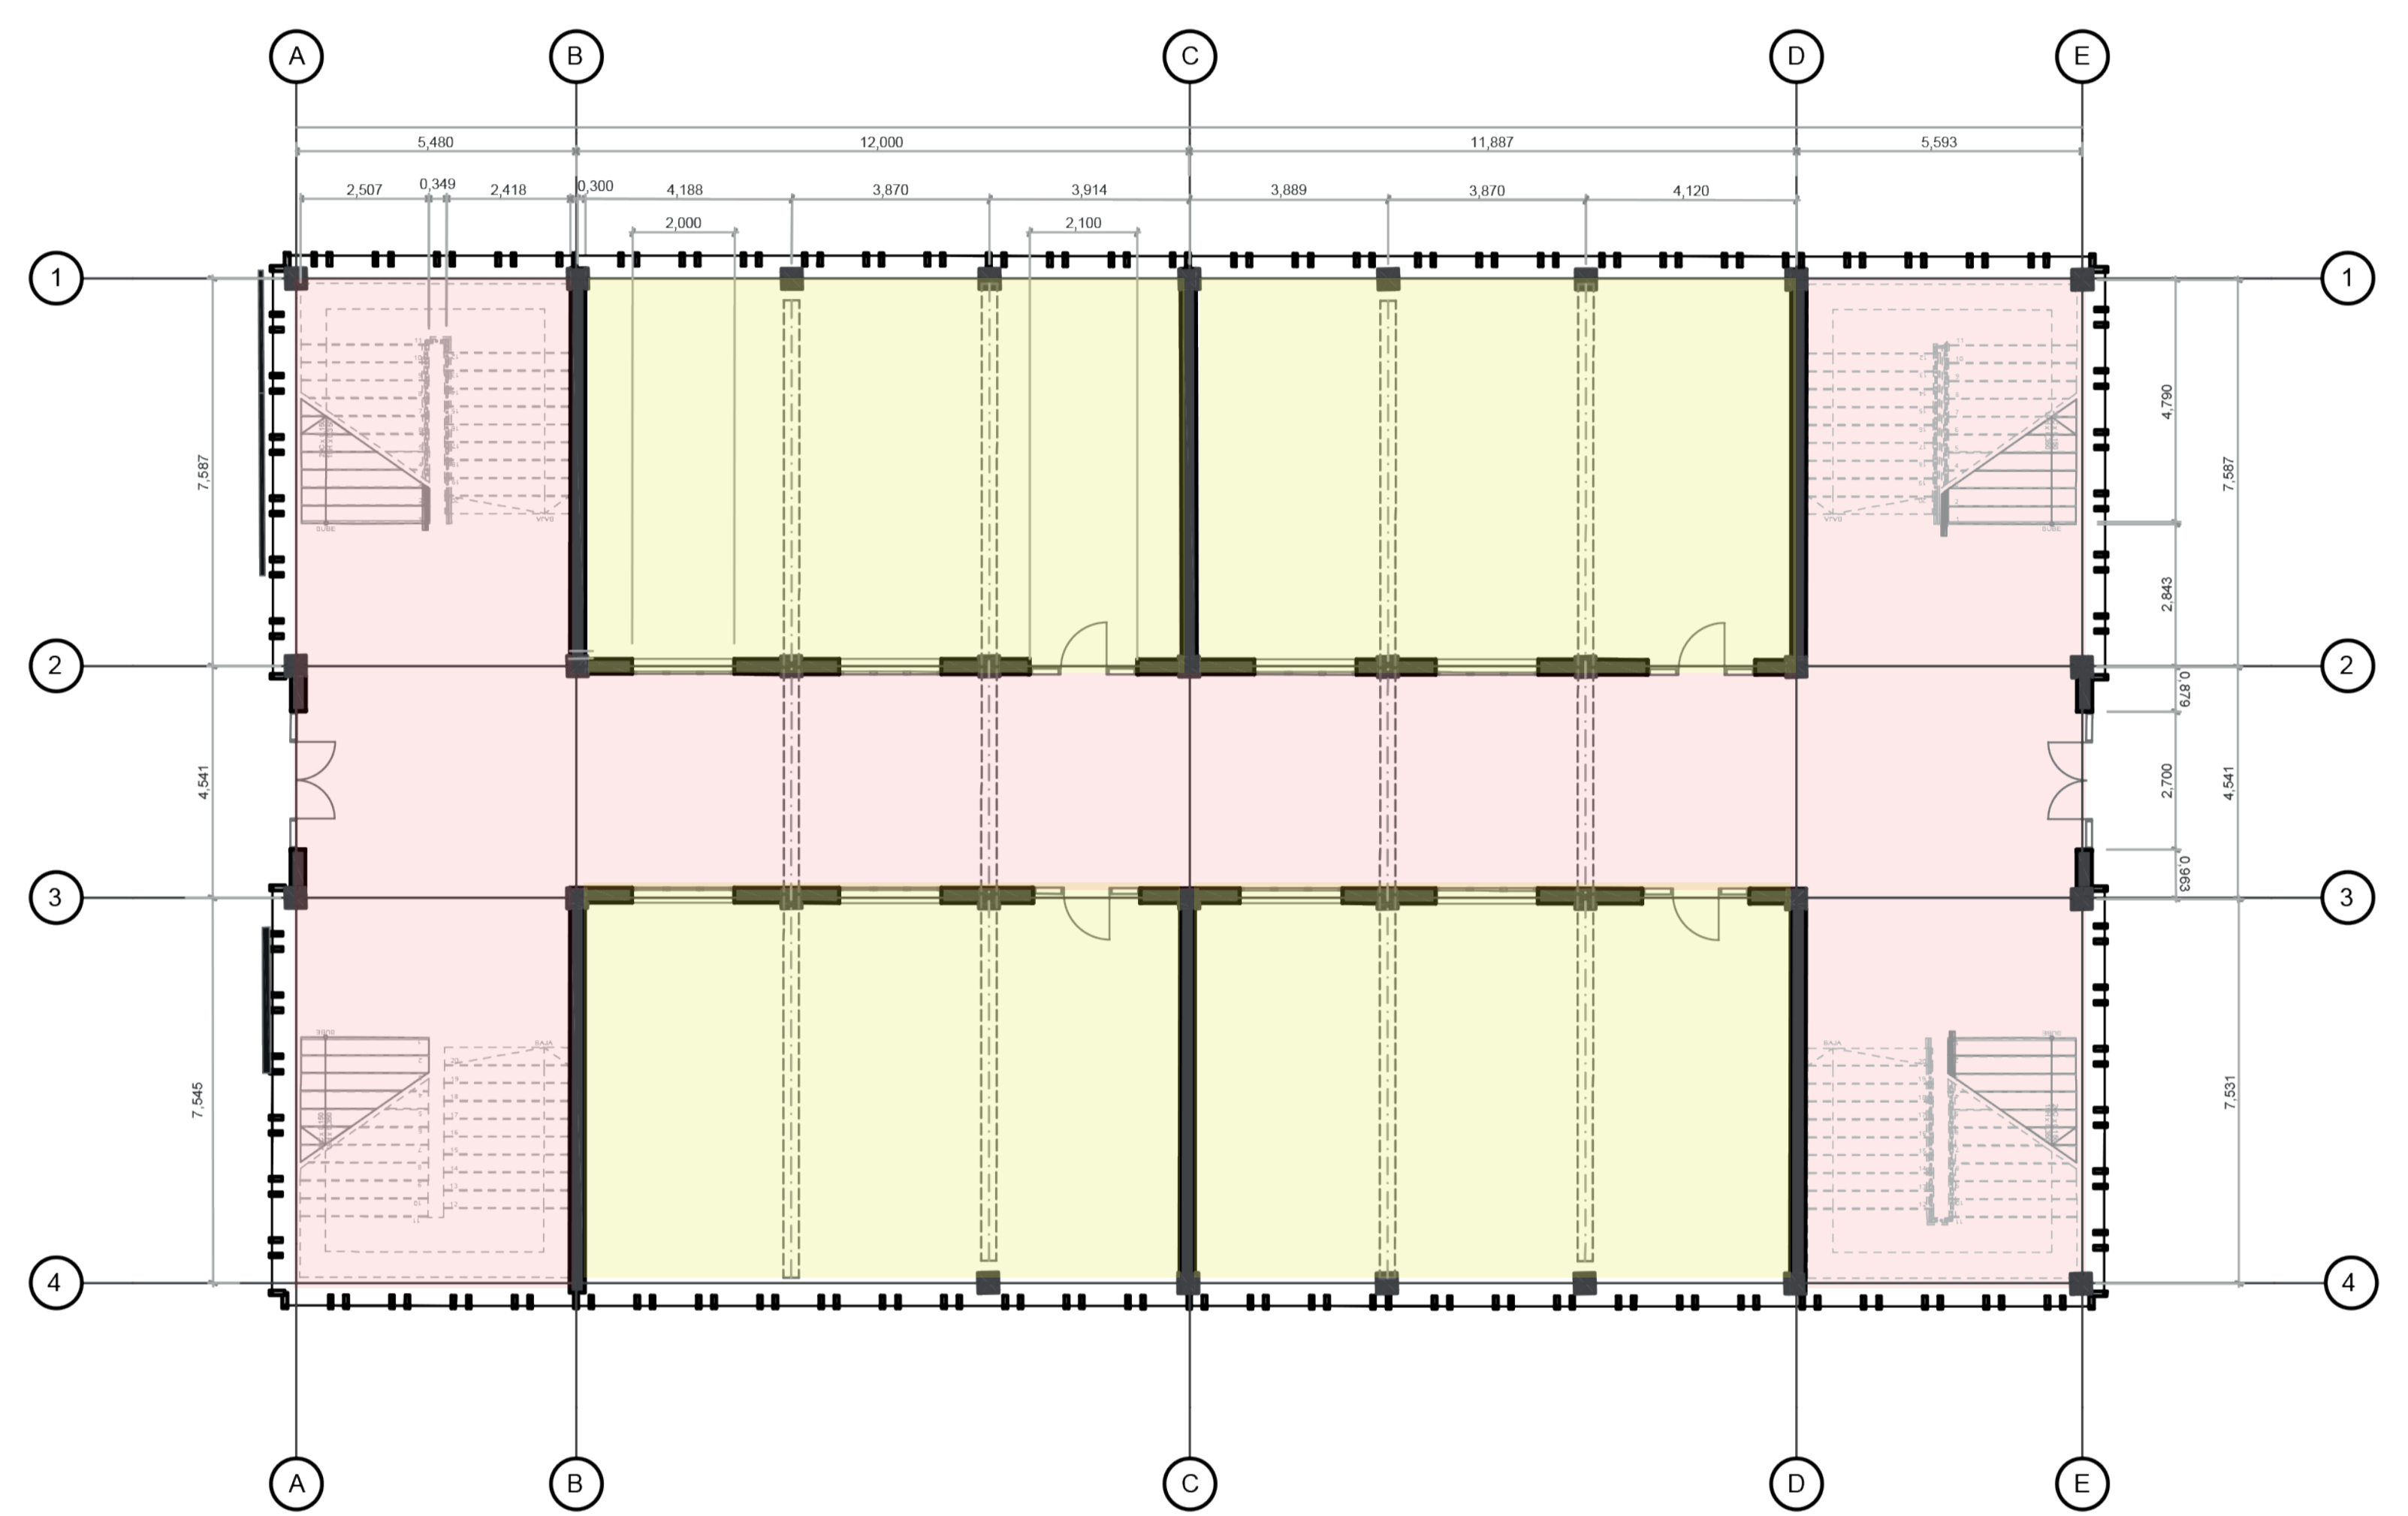 A B C D E
5,480 12,000 11,887 5,593
2,507 0,349 2,418 0,300 4,188 3,870 3,914 3,889 3,870 4,120
2,000 2,100
1 1
7,587 4,790 7,587
2,843
2 2
0,879
4,541 2,700 4,541
0,963
3 3
7,545 7,531
4 4
A B C D E